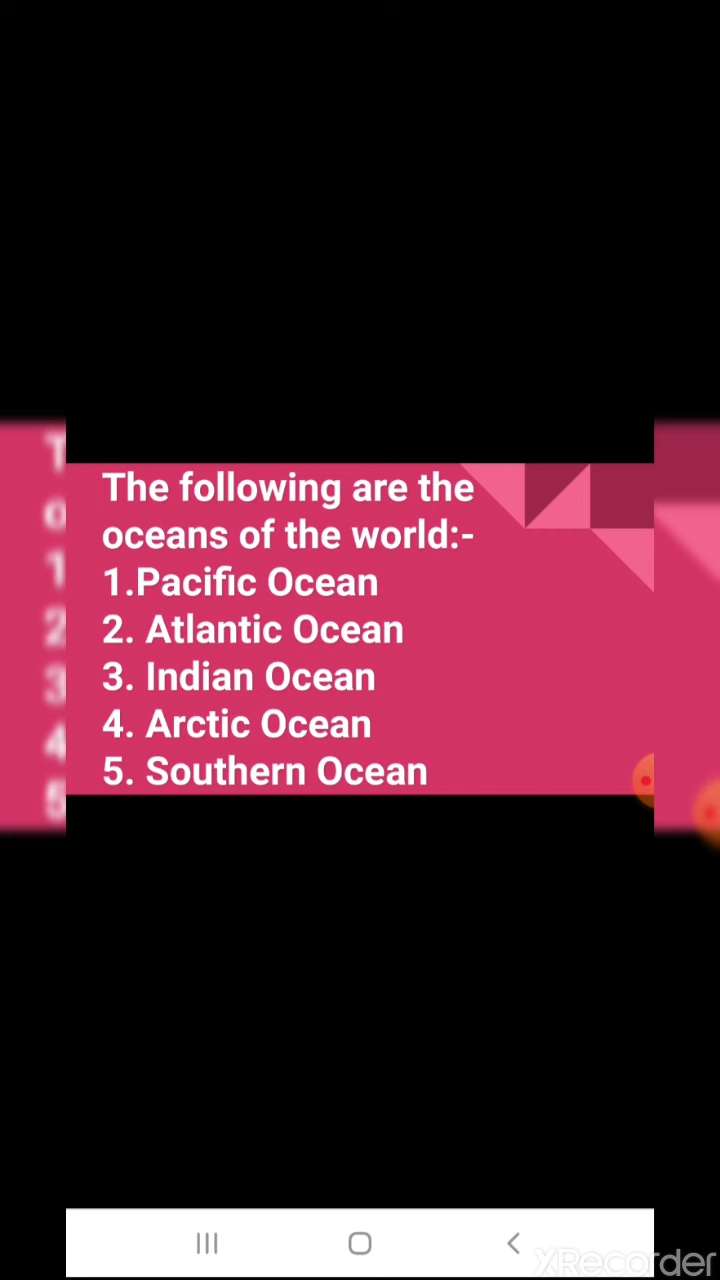 The following are the
oceans of the world:-
1.Pacific Ocean
2. Atlantic Ocean
3. Indian Ocean
4. Arctic Ocean
5. Southern Ocean
XRecorder